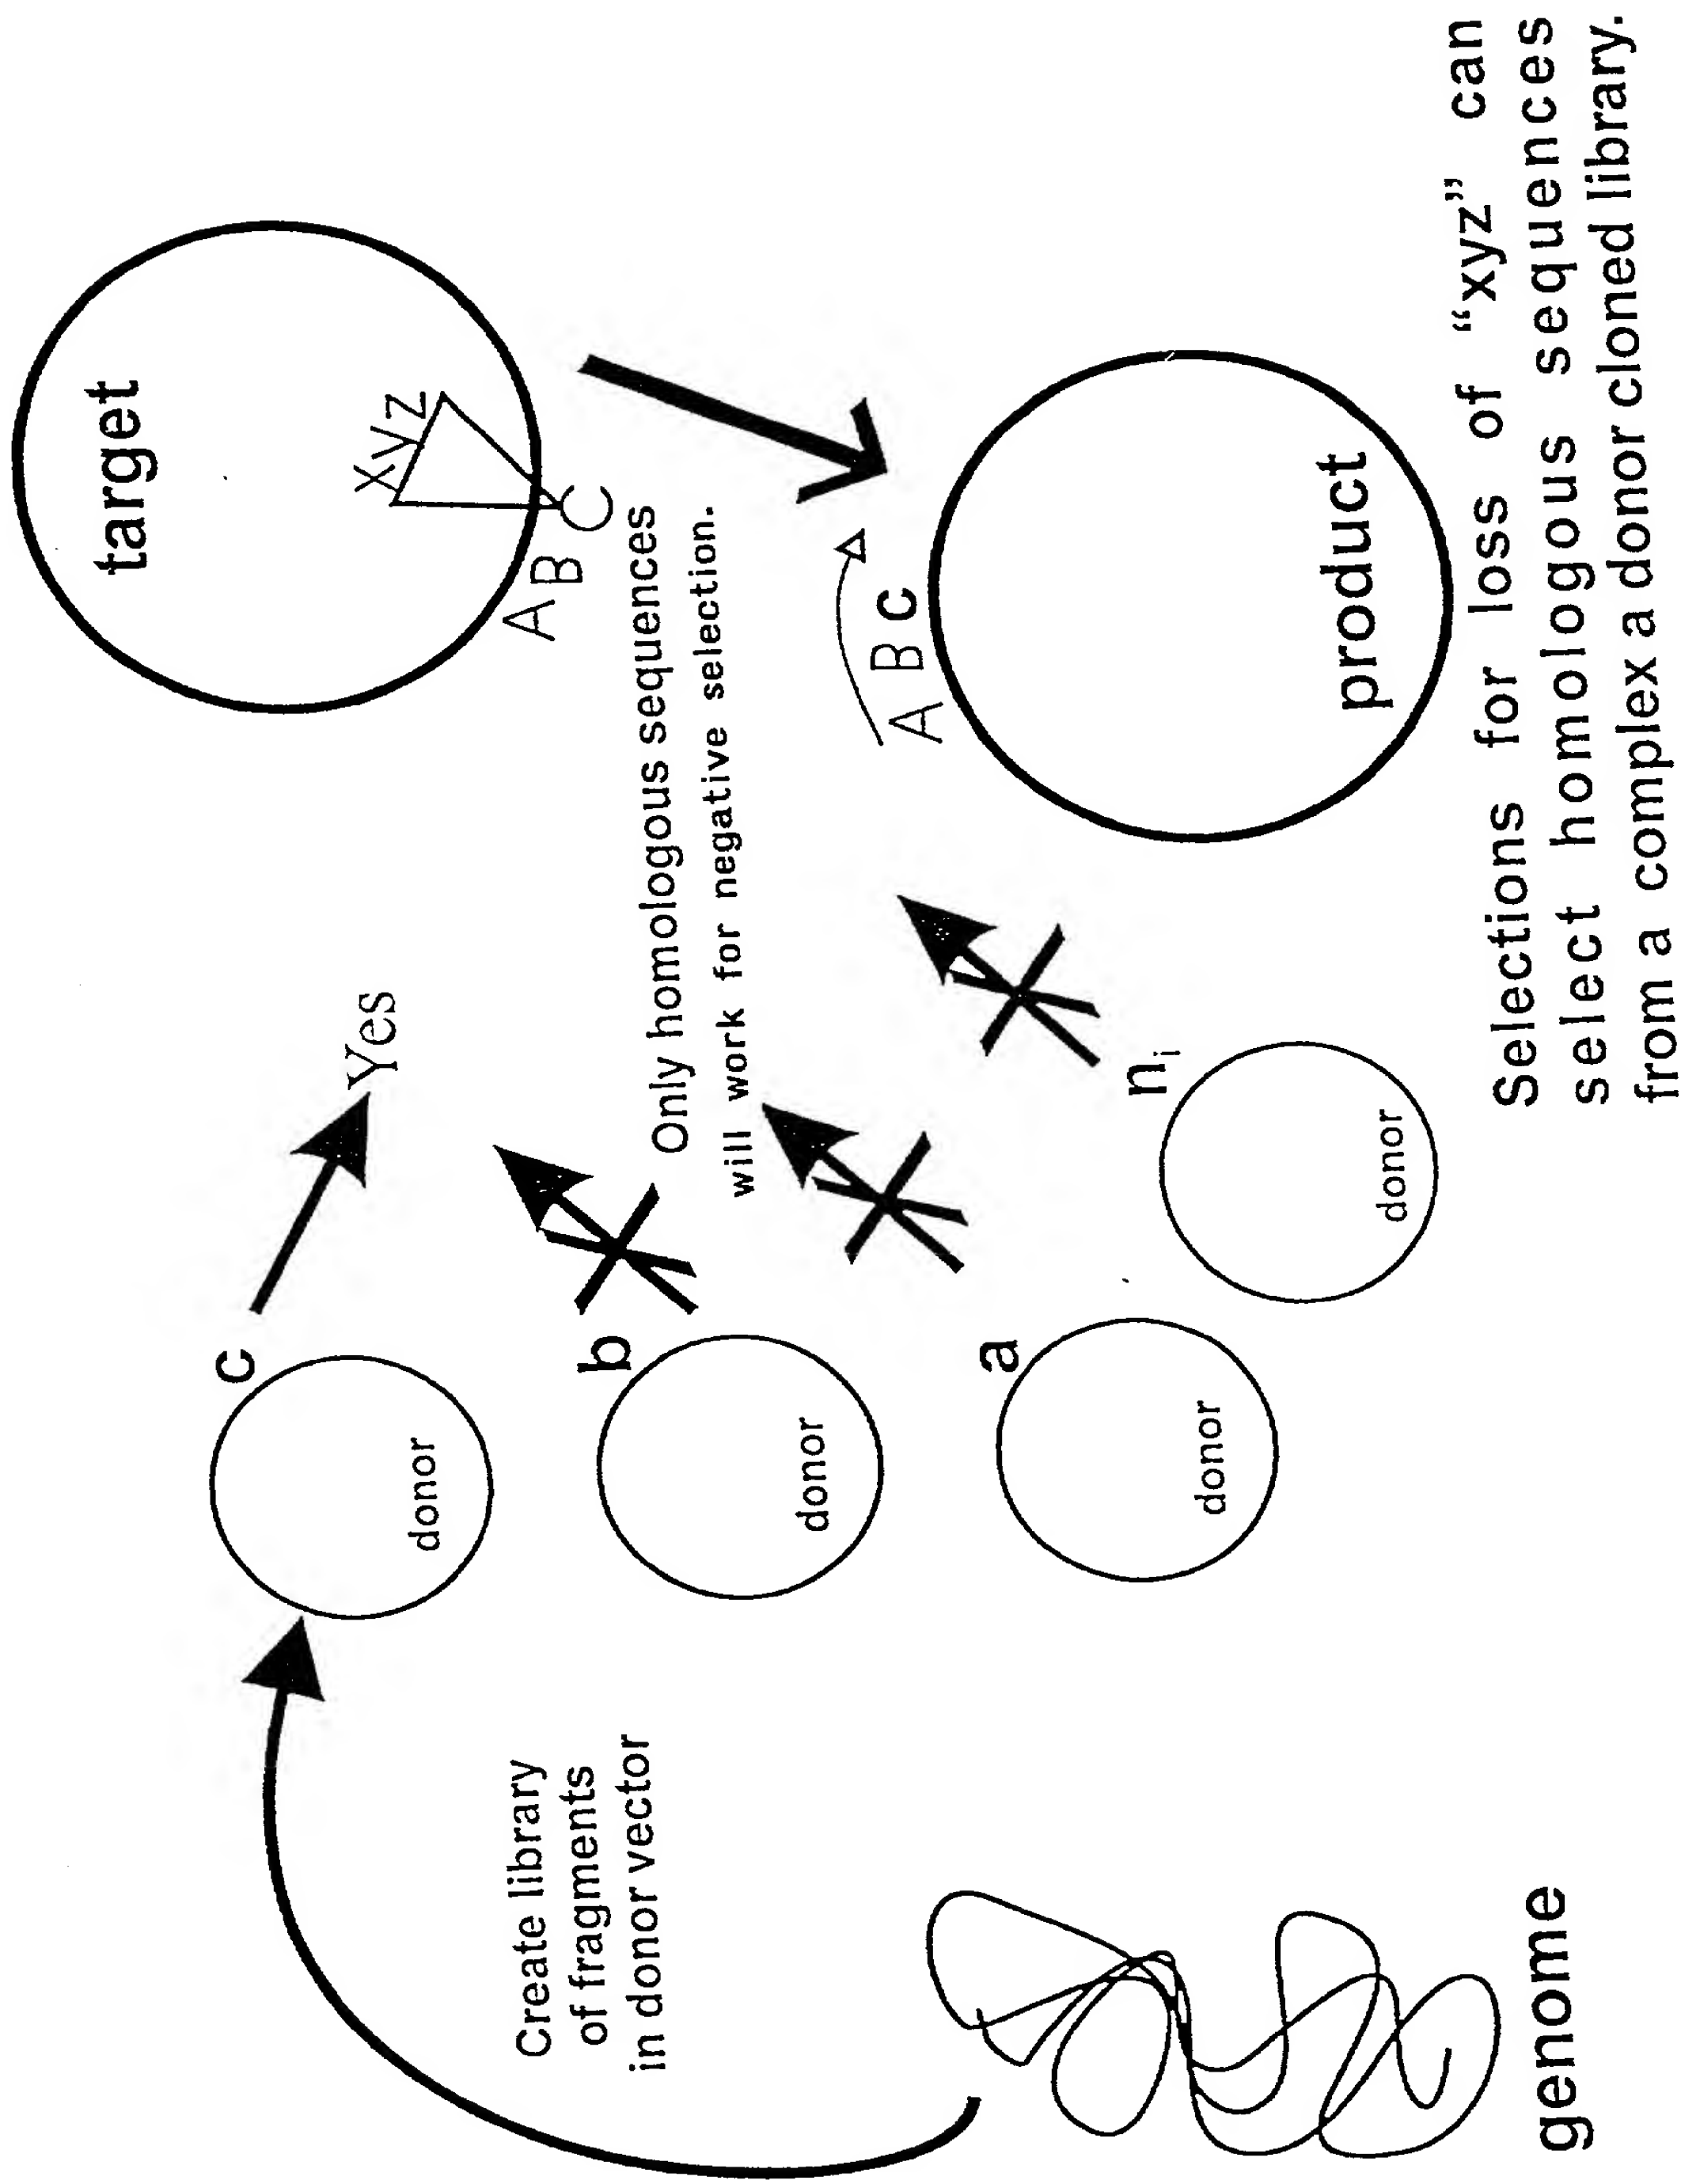 target
Xyz
A B C
c
Yes
donor
Create library
of fragments
in donor vector
b
donor
Only homologous sequences
will work for negative selection.
A B c
a
donor
n i
donor
product
genome
Selections for loss of “xyz” can
select homologous sequences
from a complex a donor cloned library.